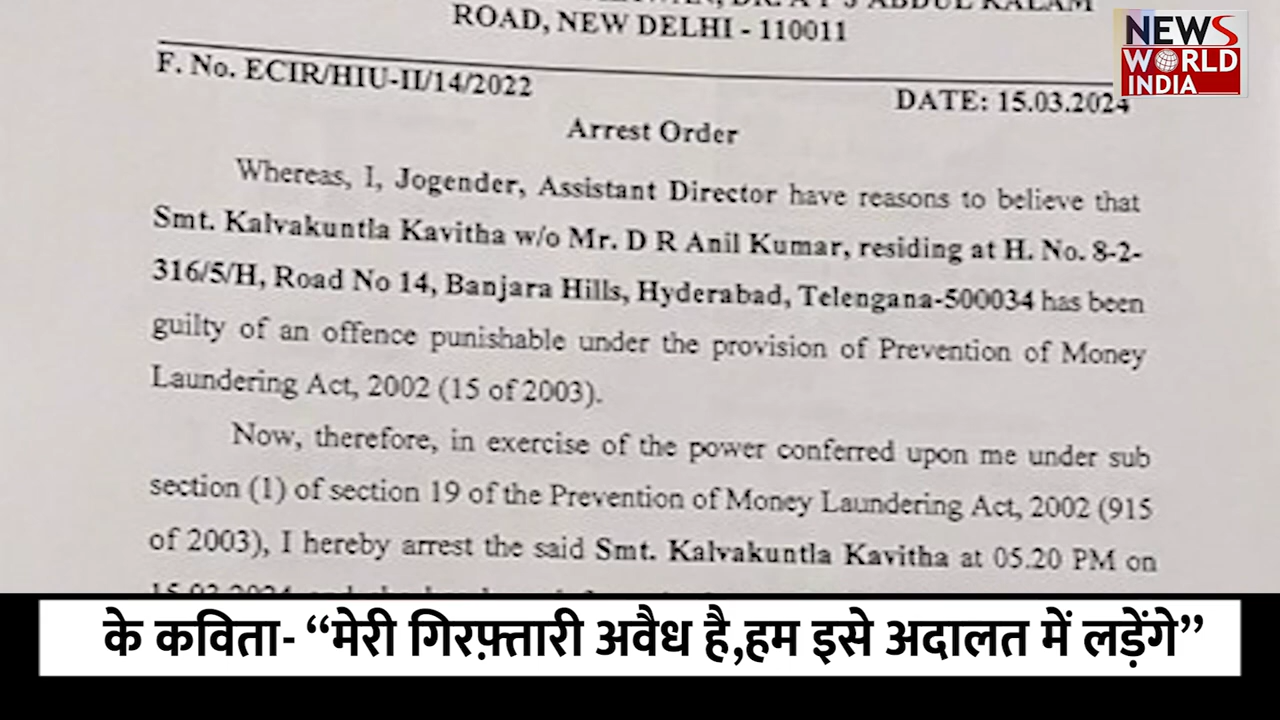 DR. A P J ABDUL KALAM
ROAD, NEW DELHI - 110011
NEWS
WORLD
INDIA
F. No. ECIR/HIU-II/14/2022
DATE: 15.03.2024
Arrest Order
Whereas, I, Jogender, Assistant Director have reasons to believe that
Smt. Kalvakuntla Kavitha w/o Mr. D R Anil Kumar, residing at H. No. 8-2-
316/5/H, Road No 14, Banjara Hills, Hyderabad, Telengana-500034 has been
guilty of an offence punishable under the provision of Prevention of Money
Laundering Act, 2002 (15 of 2003).
Now, therefore, in exercise of the power conferred upon me under sub
section (1) of section 19 of the Prevention of Money Laundering Act, 2002 (915
of 2003), I hereby arrest the said Smt. Kalvakuntla Kavitha at 05.20 PM on
15.03.2024
के कविता- “मेरी गिरफ़्तारी अवैध है,हम इसे अदालत में लड़ेंगे”